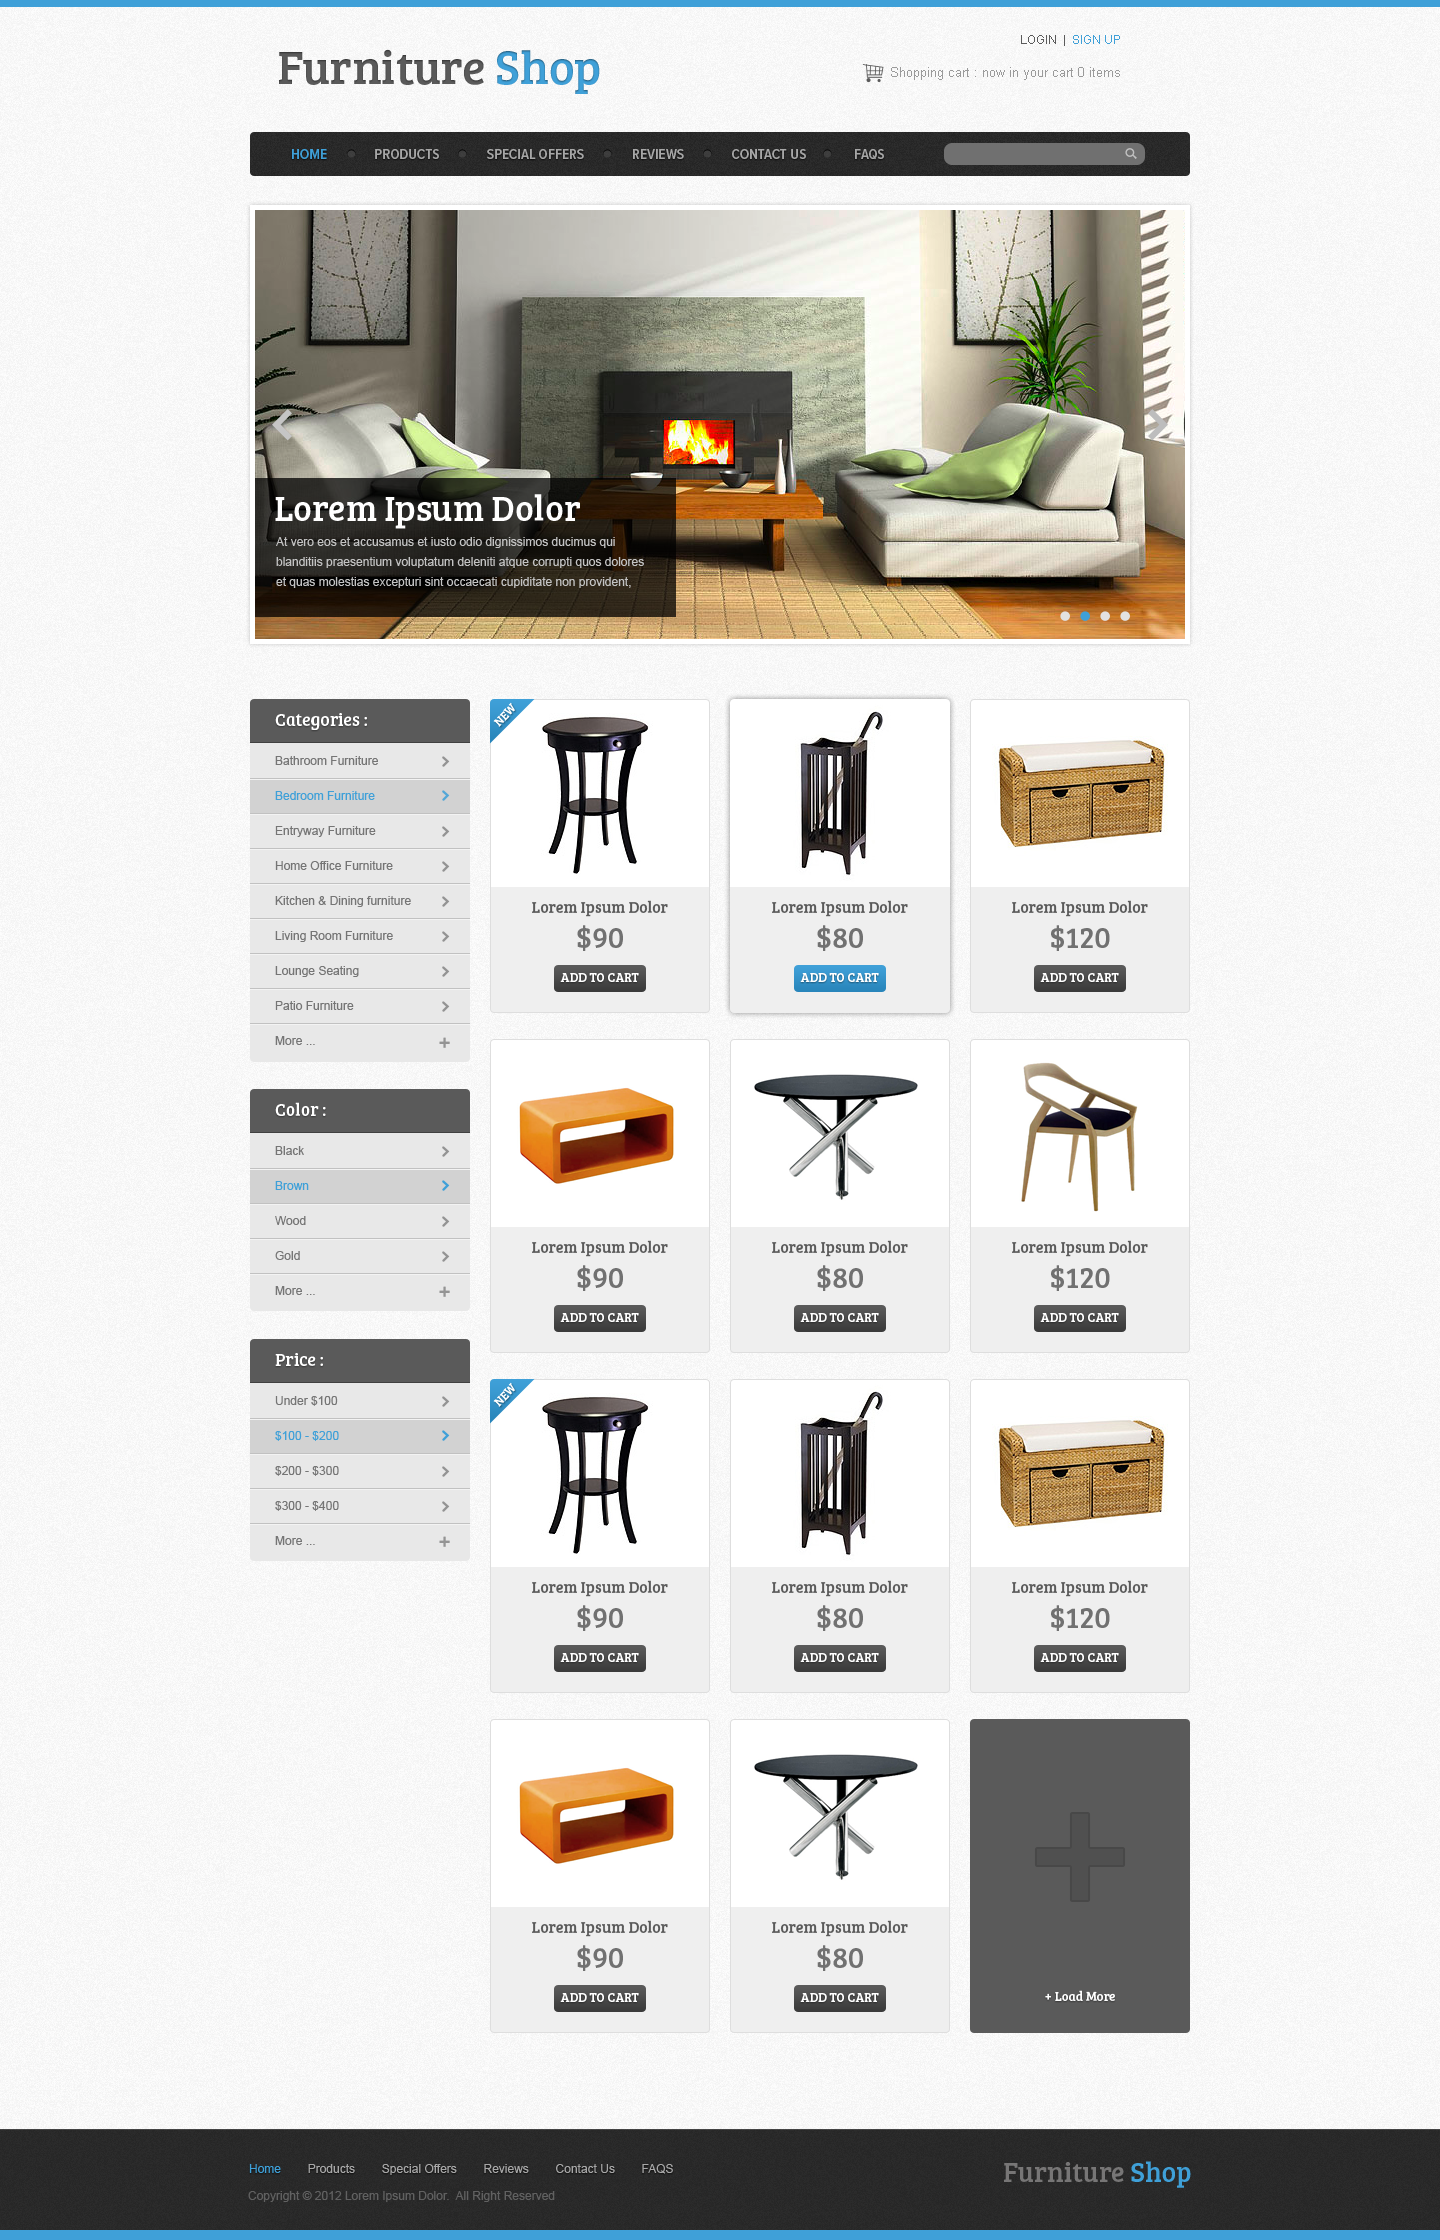 LOGIN | SIGN UP
Furniture Shop
Shopping cart : now in your cart 0 items
HOME PRODUCTS SPECIAL OFFERS REVIEWS CONTACT US FAQS
Lorem Ipsum Dolor
At vero eos et accusamus et iusto odio dignissimos ducimus qui
blanditiis praesentium voluptatum deleniti atque corrupti quos dolores
et quas molestias excepturi sint occaecati cupiditate non provident,
Categories :
Bathroom Furniture
Bedroom Furniture
Entryway Furniture
Home Office Furniture
Kitchen & Dining furniture
Living Room Furniture
Lounge Seating
Patio Furniture
More ...
Color :
Black
Brown
Wood
Gold
More ...
Price :
Under $100
$100 - $200
$200 - $300
$300 - $400
More ...
NEW
Lorem Ipsum Dolor Lorem Ipsum Dolor Lorem Ipsum Dolor
$90 $80 $120
ADD TO CART ADD TO CART ADD TO CART
Lorem Ipsum Dolor Lorem Ipsum Dolor Lorem Ipsum Dolor
$90 $80 $120
ADD TO CART ADD TO CART ADD TO CART
NEW
Lorem Ipsum Dolor Lorem Ipsum Dolor Lorem Ipsum Dolor
$90 $80 $120
ADD TO CART ADD TO CART ADD TO CART
Lorem Ipsum Dolor Lorem Ipsum Dolor
$90 $80
ADD TO CART ADD TO CART + Load More
Home Products Special Offers Reviews Contact Us FAQS
Furniture Shop
Copyright © 2012 Lorem Ipsum Dolor. All Right Reserved